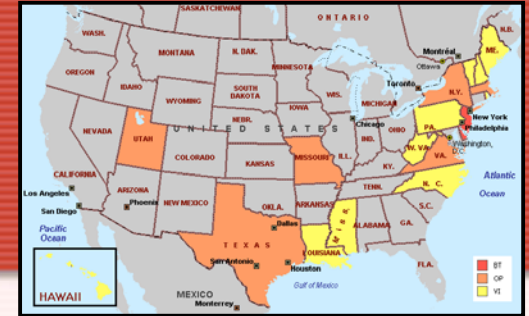 SASKATCHEWAN
ONTARIO
N.B.
WASH.
MONTANA
N. DAK.
MINNESOTA
Montréal
Ottawa
ME.
OREGON
IDAHO
SOUTH DAKOTA
WIS.
Toronto
N.Y.
WYOMING
MICHIGAN
New York
NEBR.
IOWA
Chicago
PA.
Philadelphia
NEVADA
UTAH
UNITED STATES
ILL.
IND.
OHIO
W. VA.
Washington, D.C.
CALIFORNIA
COLORADO
KANSAS
MISSOURI
KY.
VA.
Atlantic Ocean
Los Angeles
ARIZONA
NEW MEXICO
OKLA.
ARKANSAS
TENN.
N. C.
San Diego
Phoenix
S.C.
Pacific Ocean
Dallas
MISS.
ALABAMA
GA.
TEXAS
LOUISIANA
San Antonio
Houston
FLA.
HAWAII
MEXICO
Monterrey
Gulf of Mexico
BT
OP
VI